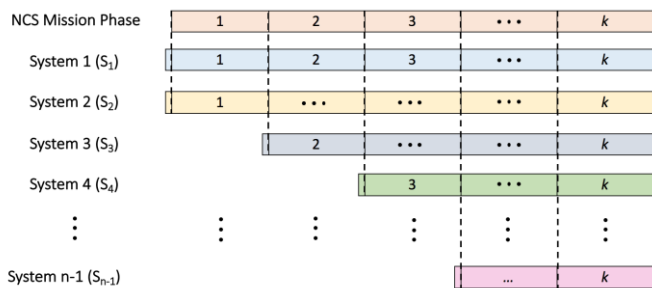 NCS Mission Phase 1 2 3 ••• k
System 1 (S₁) 1 2 3 ••• k
System 2 (S₂) 1 ••• ••• ••• k
System 3 (S₃) 2 ••• ••• k
System 4 (S₄) 3 ••• k
System n-1 (Sₙ₋₁) ... k